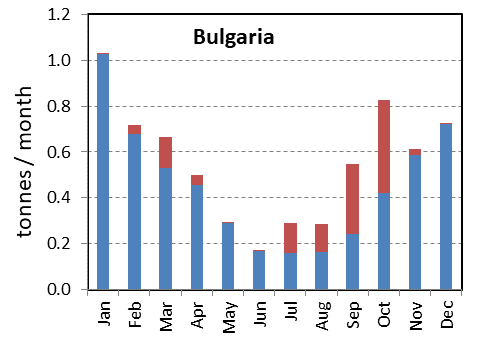 Bulgaria
tonnes / month
1.2
1.0
0.8
0.6
0.4
0.2
0.0
Jan
Feb
Mar
Apr
May
Jun
Jul
Aug
Sep
Oct
Nov
Dec